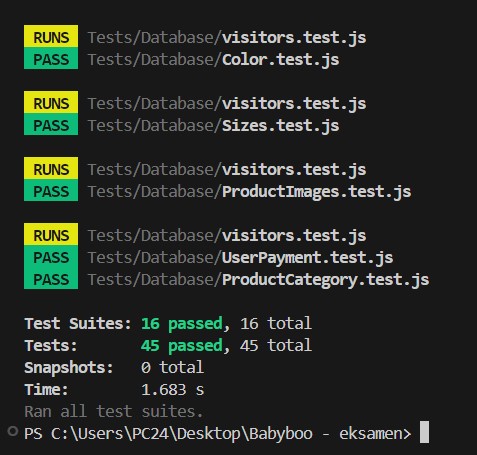 RUNS Tests/Database/visitors.test.js
PASS Tests/Database/Color.test.js
RUNS Tests/Database/visitors.test.js
PASS Tests/Database/Sizes.test.js
RUNS Tests/Database/visitors.test.js
PASS Tests/Database/ProductImages.test.js
RUNS Tests/Database/visitors.test.js
PASS Tests/Database/UserPayment.test.js
PASS Tests/Database/ProductCategory.test.js
Test Suites: 16 passed, 16 total
Tests: 45 passed, 45 total
Snapshots: 0 total
Time: 1.683 s
Ran all test suites.
PS C:\Users\PC24\Desktop\Babyboo - eksamen>